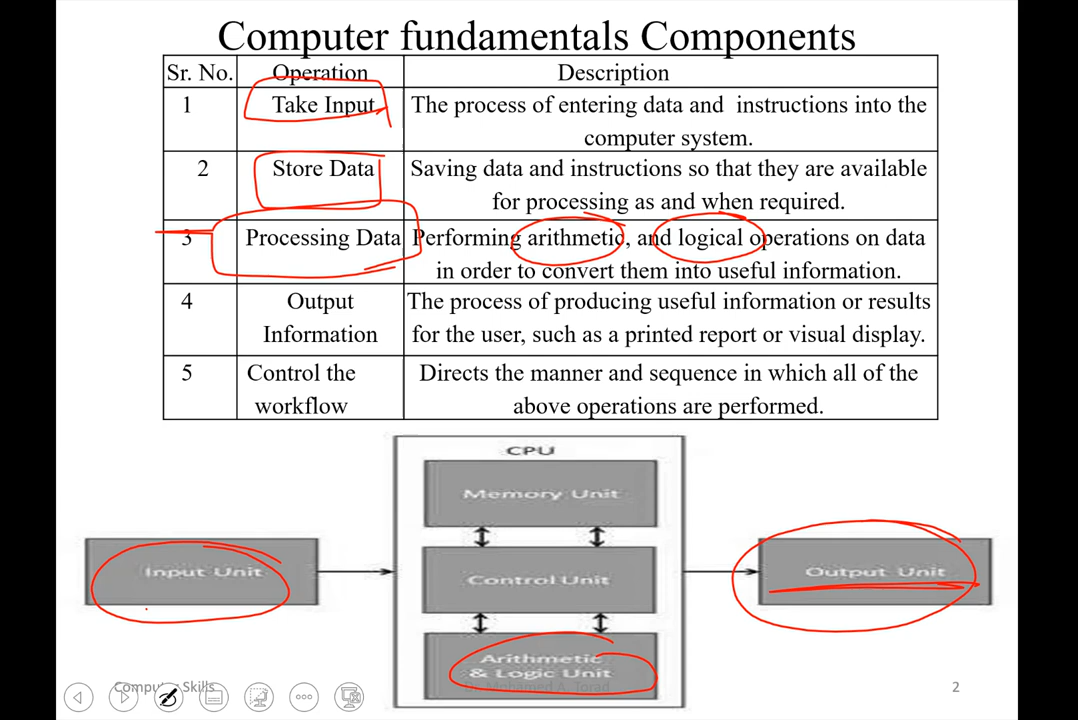 Computer fundamentals Components
Sr. No. Operation Description
1 Take Input The process of entering data and instructions into the
computer system.
2 Store Data Saving data and instructions so that they are available
for processing as and when required.
3 Processing Data Performing arithmetic, and logical operations on data
in order to convert them into useful information.
4 Output The process of producing useful information or results
Information for the user, such as a printed report or visual display.
5 Control the Directs the manner and sequence in which all of the
workflow above operations are performed.
CPU
Memory Unit
Input Unit
Control Unit
Output Unit
Arithmetic
& Logic Unit
Computer Skills
Mohamed A. Torad
2